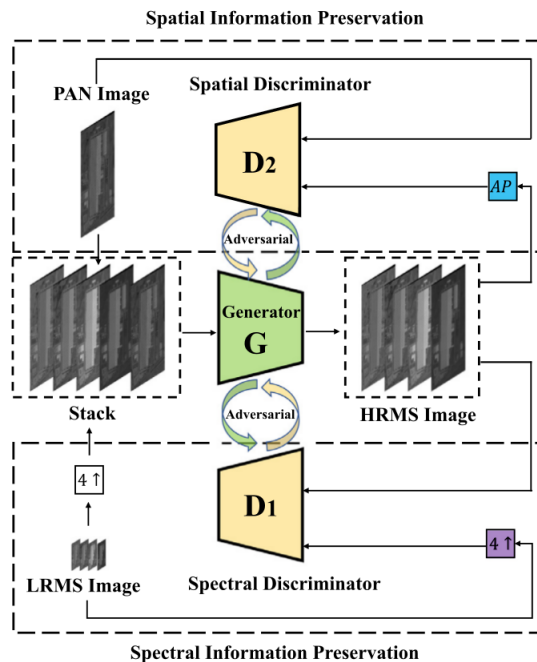 Spatial Information Preservation
PAN Image
Spatial Discriminator
D2
AP
Adversarial
Generator
G
Stack
HRMS Image
Adversarial
4 ↑
D1
4 ↑
LRMS Image
Spectral Discriminator
Spectral Information Preservation